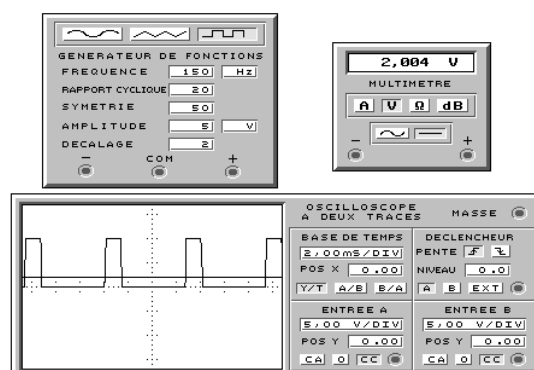 GENERATEUR DE FONCTIONS
FREQUENCE 150 Hz
RAPPORT CYCLIQUE 20
SYMETRIE 50
AMPLITUDE 5 V
DECALAGE 2
− COM +
2,004 V
MULTIMETRE
A V Ω dB
− +
OSCILLOSCOPE
A DEUX TRACES MASSE
BASE DE TEMPS
2,00mS/DIV
POS X 0.00
Y/T A/B B/A
DECLENCHEUR
PENTE
NIVEAU 0.0
A B EXT
ENTREE A
5,00 V/DIV
POS Y 0.00
CA 0 CC
ENTREE B
5,00 V/DIV
POS Y 0.00
CA 0 CC